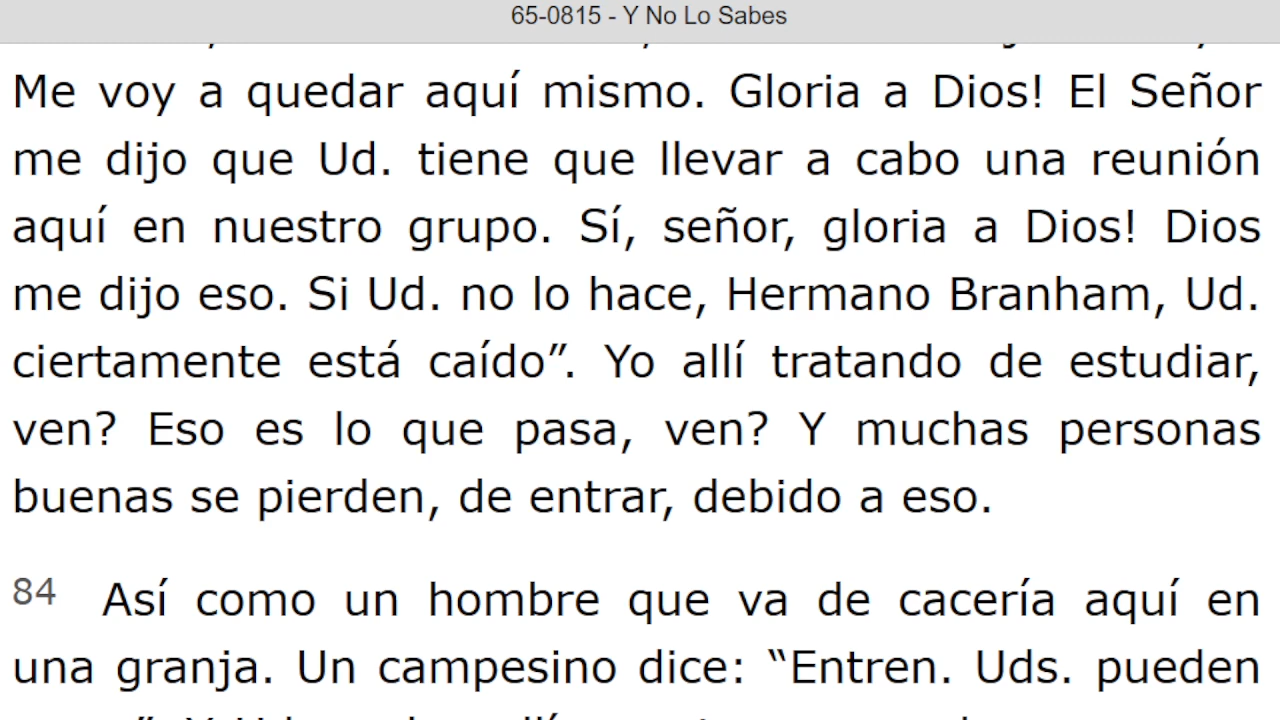 65-0815 - Y No Lo Sabes
Me voy a quedar aquí mismo. Gloria a Dios! El Señor
me dijo que Ud. tiene que llevar a cabo una reunión
aquí en nuestro grupo. Sí, señor, gloria a Dios! Dios
me dijo eso. Si Ud. no lo hace, Hermano Branham, Ud.
ciertamente está caído”. Yo allí tratando de estudiar,
ven? Eso es lo que pasa, ven? Y muchas personas
buenas se pierden, de entrar, debido a eso.
84 Así como un hombre que va de cacería aquí en
una granja. Un campesino dice: “Entren. Uds. pueden